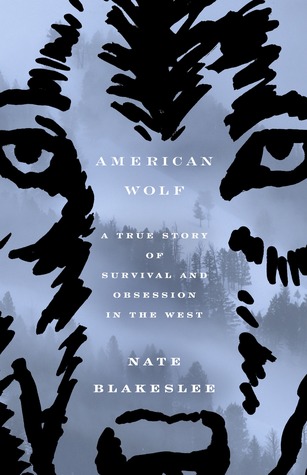 AMERICAN
WOLF
A TRUE STORY
OF
SURVIVAL AND
OBSESSION
IN THE WEST
NATE
BLAKESLEE